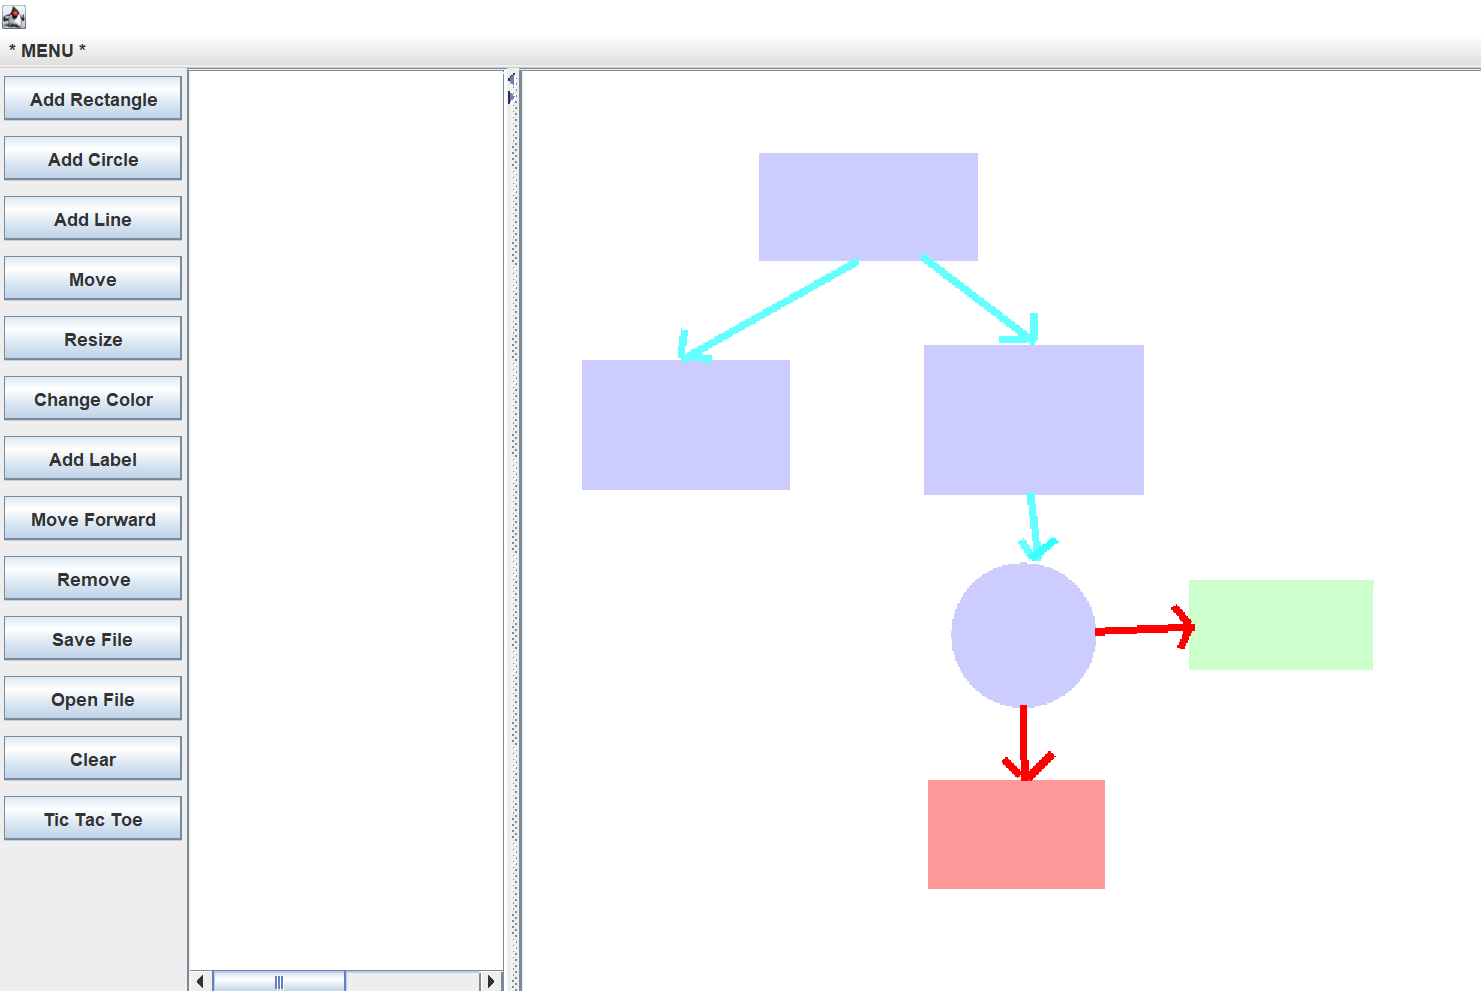 * MENU *
Add Rectangle
Add Circle
Add Line
Move
Resize
Change Color
Add Label
Move Forward
Remove
Save File
Open File
Clear
Tic Tac Toe